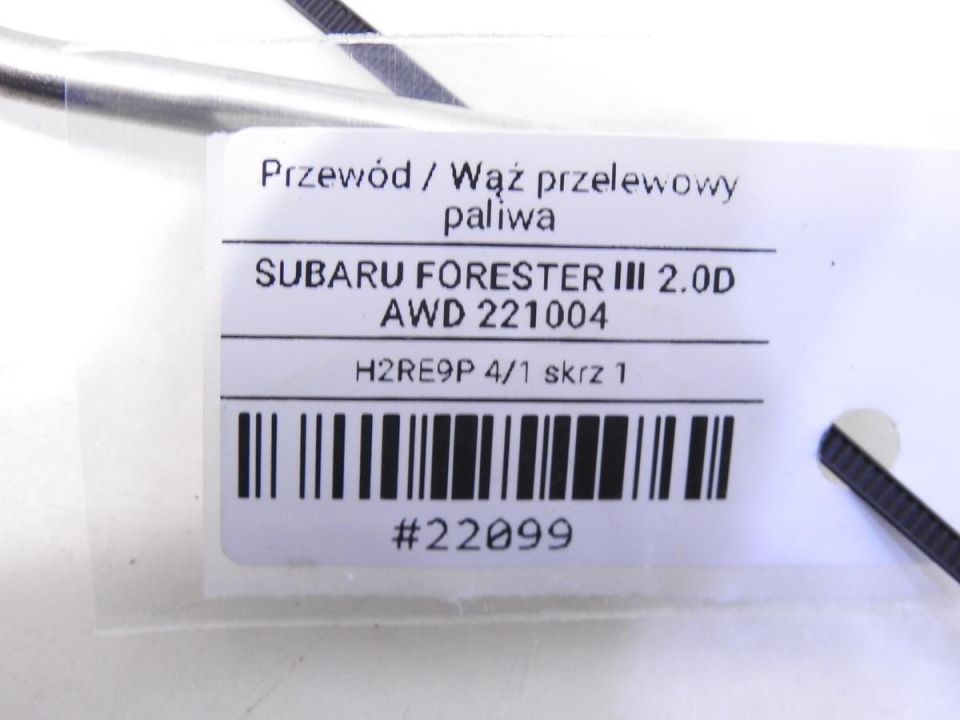 Przewód / Wąż przelewowy
paliwa
SUBARU FORESTER III 2.0D
AWD 221004
H2RE9P 4/1 skrz 1
#22099